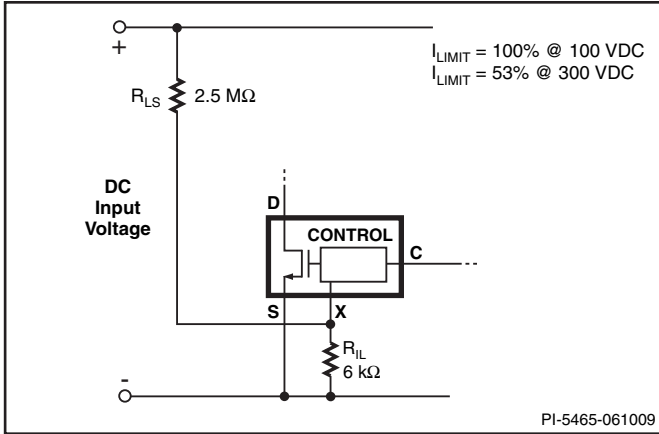 +
I_LIMIT = 100% @ 100 VDC
I_LIMIT = 53% @ 300 VDC
R_LS 2.5 MΩ
DC
Input
Voltage
D
CONTROL
C
S
X
R_IL
6 kΩ
-
PI-5465-061009